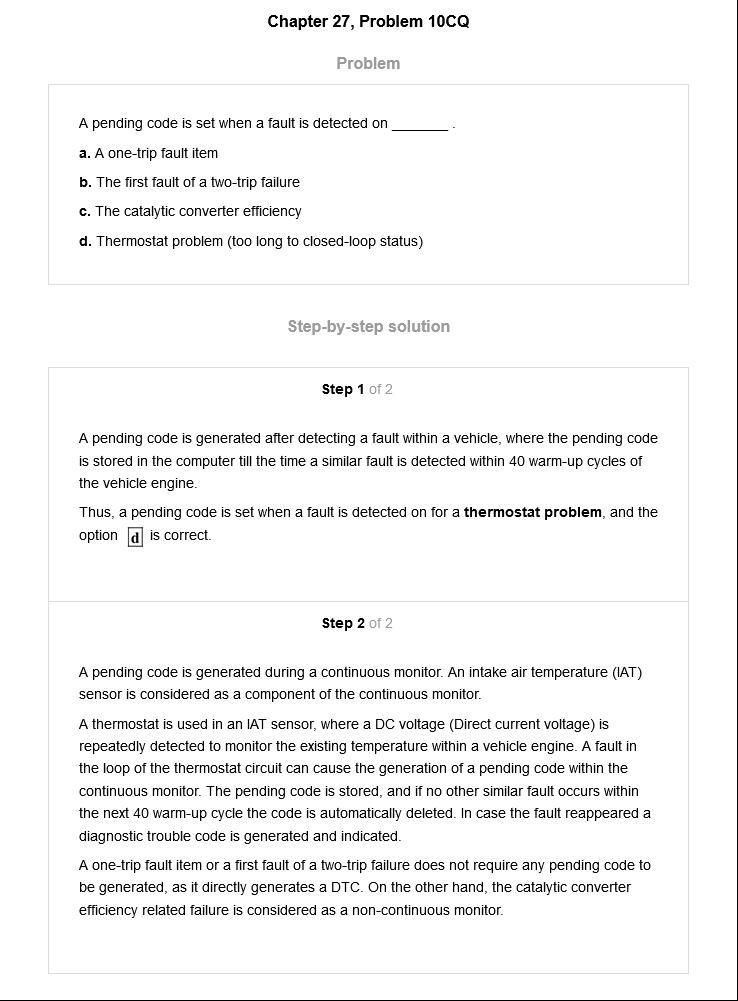 Chapter 27, Problem 10CQ
Problem
A pending code is set when a fault is detected on _______ .
a. A one-trip fault item
b. The first fault of a two-trip failure
c. The catalytic converter efficiency
d. Thermostat problem (too long to closed-loop status)
Step-by-step solution
Step 1 of 2
A pending code is generated after detecting a fault within a vehicle, where the pending code
is stored in the computer till the time a similar fault is detected within 40 warm-up cycles of
the vehicle engine.
Thus, a pending code is set when a fault is detected on for a thermostat problem, and the
option d is correct.
Step 2 of 2
A pending code is generated during a continuous monitor. An intake air temperature (IAT)
sensor is considered as a component of the continuous monitor.
A thermostat is used in an IAT sensor, where a DC voltage (Direct current voltage) is
repeatedly detected to monitor the existing temperature within a vehicle engine. A fault in
the loop of the thermostat circuit can cause the generation of a pending code within the
continuous monitor. The pending code is stored, and if no other similar fault occurs within
the next 40 warm-up cycle the code is automatically deleted. In case the fault reappeared a
diagnostic trouble code is generated and indicated.
A one-trip fault item or a first fault of a two-trip failure does not require any pending code to
be generated, as it directly generates a DTC. On the other hand, the catalytic converter
efficiency related failure is considered as a non-continuous monitor.